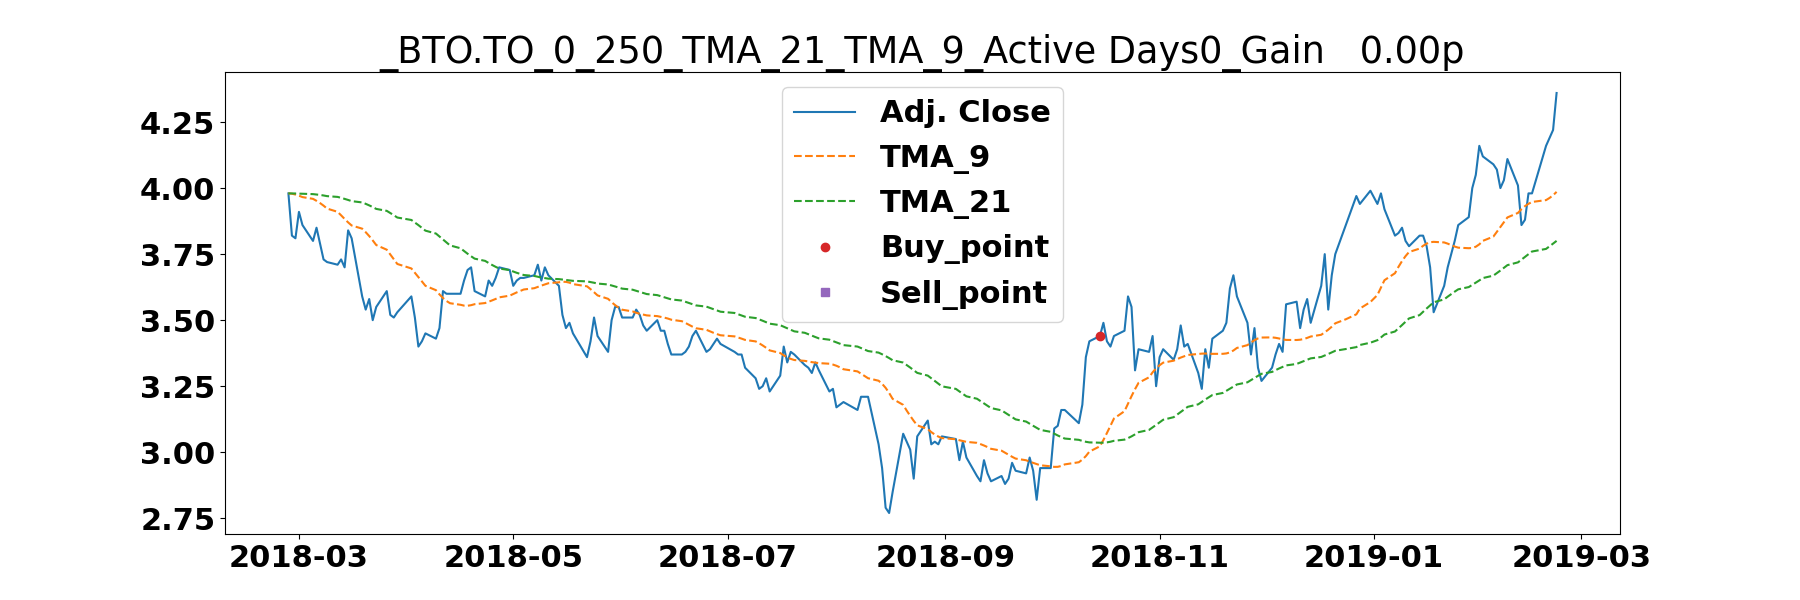 _BTO.TO_0_250_TMA_21_TMA_9_Active Days0_Gain   0.00p
Adj. Close
TMA_9
TMA_21
Buy_point
Sell_point
4.25
4.00
3.75
3.50
3.25
3.00
2.75
2018-03 2018-05 2018-07 2018-09 2018-11 2019-01 2019-03